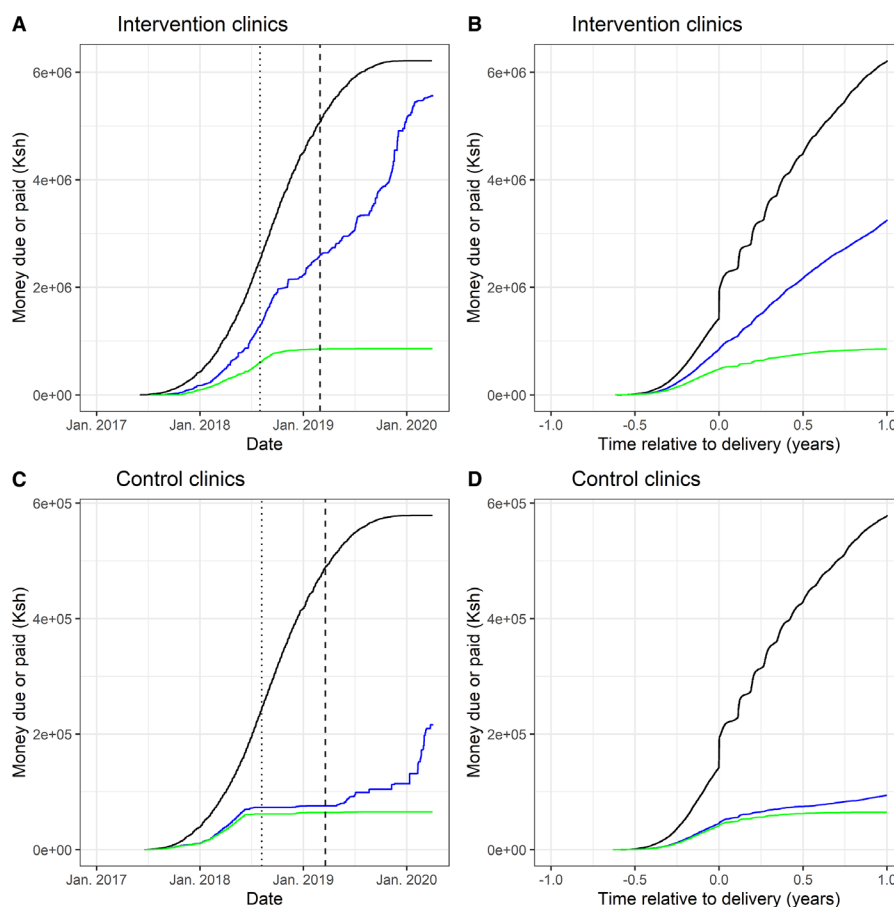 A Intervention clinics
Money due or paid (Ksh)
6e+06
4e+06
2e+06
0e+00
Jan. 2017 Jan. 2018 Jan. 2019 Jan. 2020
Date
B Intervention clinics
Money due or paid (Ksh)
6e+06
4e+06
2e+06
0e+00
-1.0 -0.5 0.0 0.5 1.0
Time relative to delivery (years)
C Control clinics
Money due or paid (Ksh)
6e+05
4e+05
2e+05
0e+00
Jan. 2017 Jan. 2018 Jan. 2019 Jan. 2020
Date
D Control clinics
Money due or paid (Ksh)
6e+05
4e+05
2e+05
0e+00
-1.0 -0.5 0.0 0.5 1.0
Time relative to delivery (years)